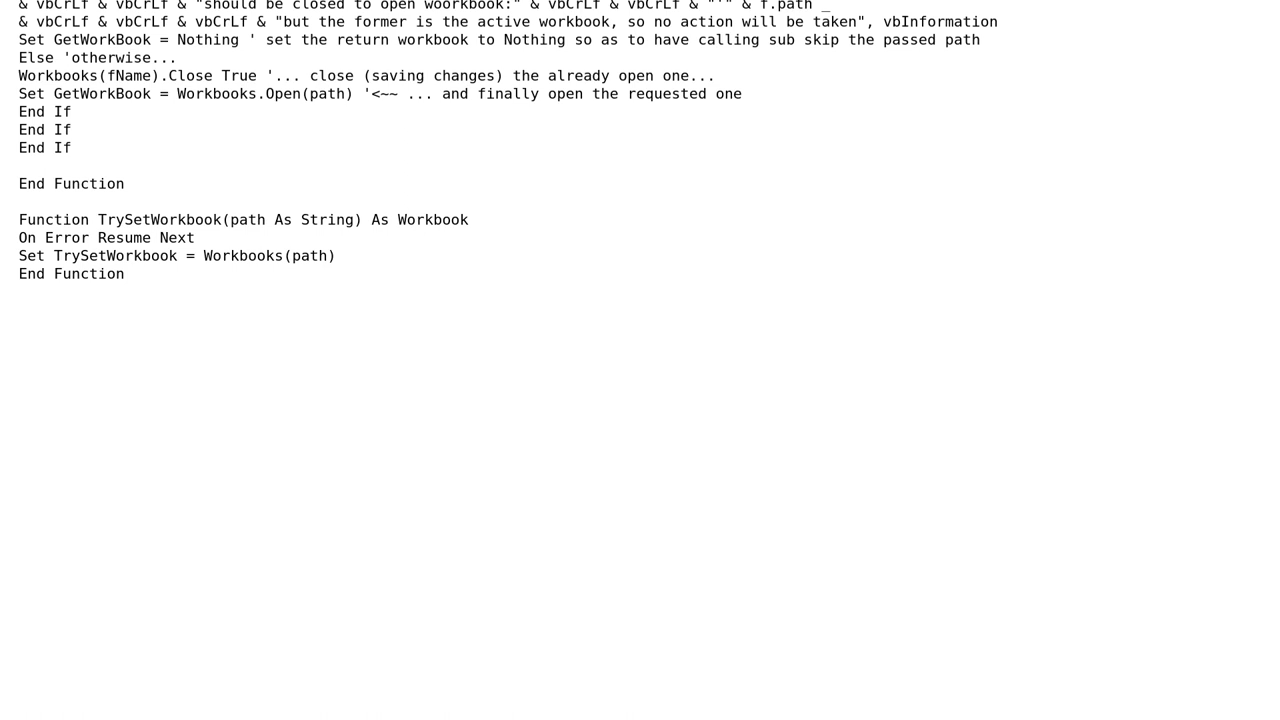 & vbCrLf & vbCrLf & "should be closed to open woorkbook:" & vbCrLf & vbCrLf & "'" & f.path _
& vbCrLf & vbCrLf & vbCrLf & "but the former is the active workbook, so no action will be taken", vbInformation
Set GetWorkBook = Nothing ' set the return workbook to Nothing so as to have calling sub skip the passed path
Else 'otherwise...
Workbooks(fName).Close True '... close (saving changes) the already open one...
Set GetWorkBook = Workbooks.Open(path) '<~~ ... and finally open the requested one
End If
End If
End If

End Function

Function TrySetWorkbook(path As String) As Workbook
On Error Resume Next
Set TrySetWorkbook = Workbooks(path)
End Function